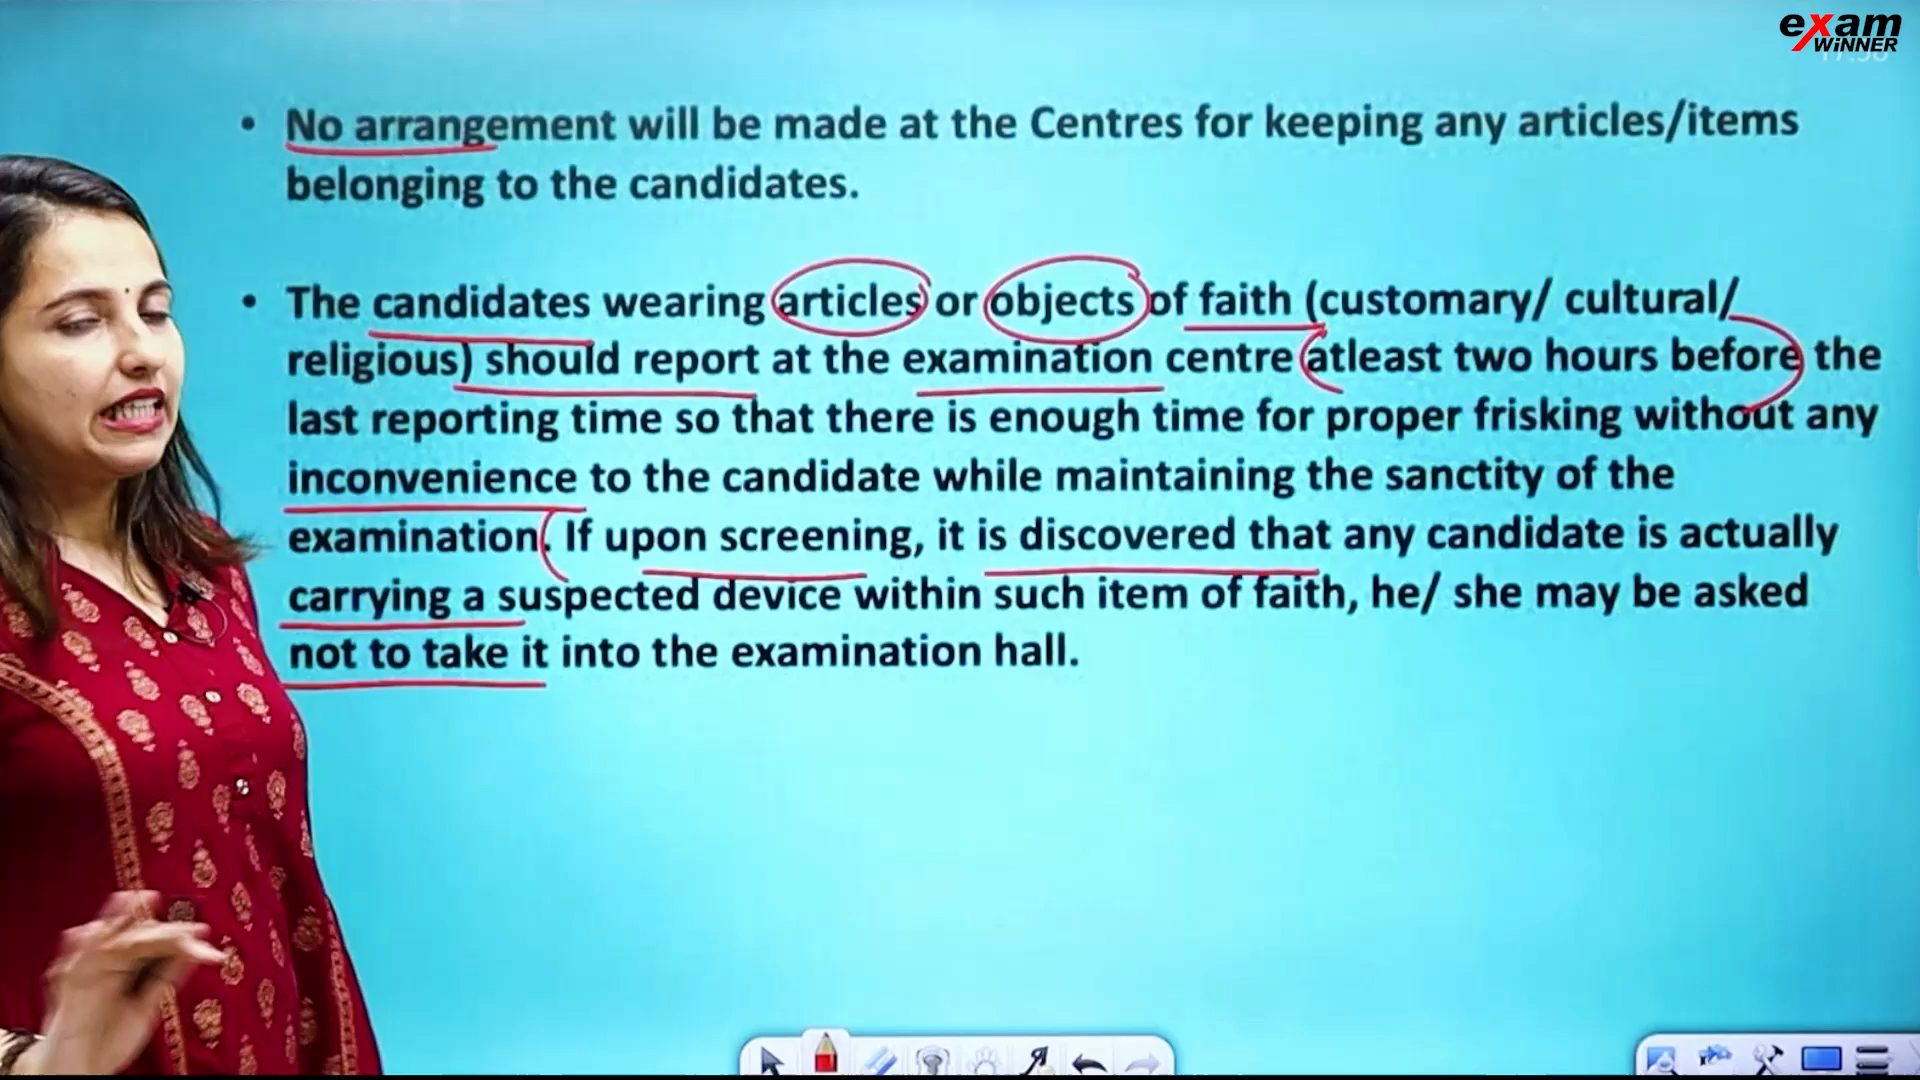 exam
WiNNER
• No arrangement will be made at the Centres for keeping any articles/items
belonging to the candidates.
• The candidates wearing articles or objects of faith (customary/ cultural/
religious) should report at the examination centre atleast two hours before the
last reporting time so that there is enough time for proper frisking without any
inconvenience to the candidate while maintaining the sanctity of the
examination. If upon screening, it is discovered that any candidate is actually
carrying a suspected device within such item of faith, he/ she may be asked
not to take it into the examination hall.